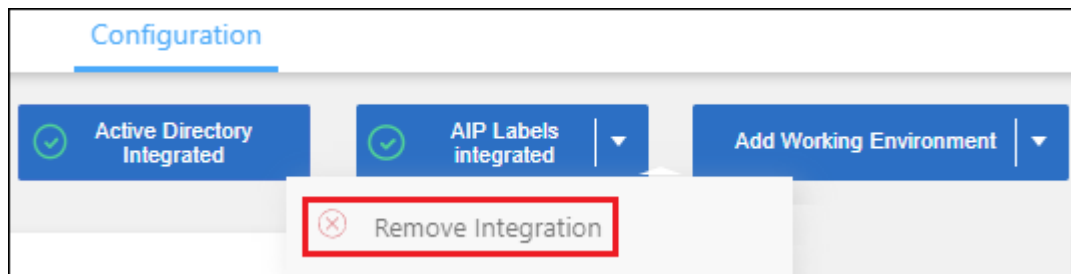 Configuration
Active Directory
Integrated
AIP Labels
integrated
Add Working Environment
Remove Integration